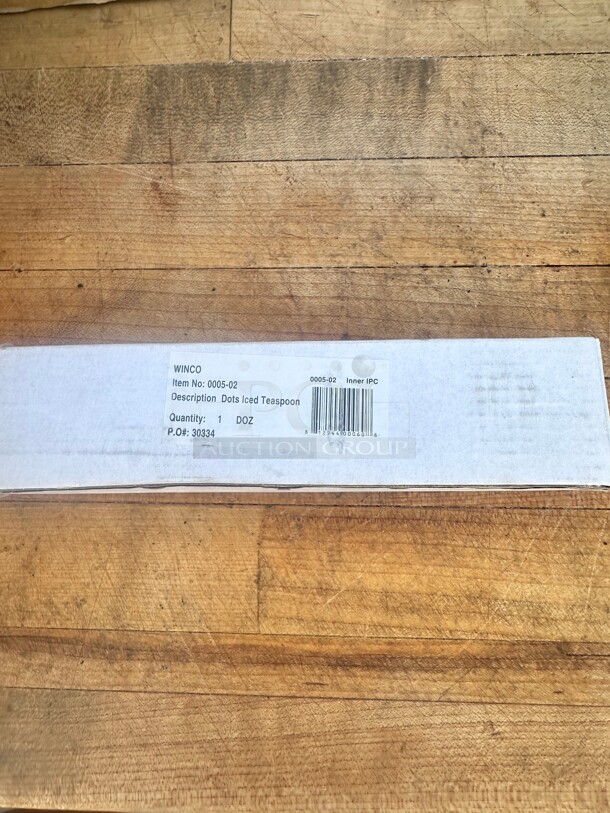 WINCO
Item No: 0005-02
0005-02 Inner IPC
Description Dots Iced Teaspoon
Quantity: 1 DOZ
P.O#: 30334
AUCTION GROUP